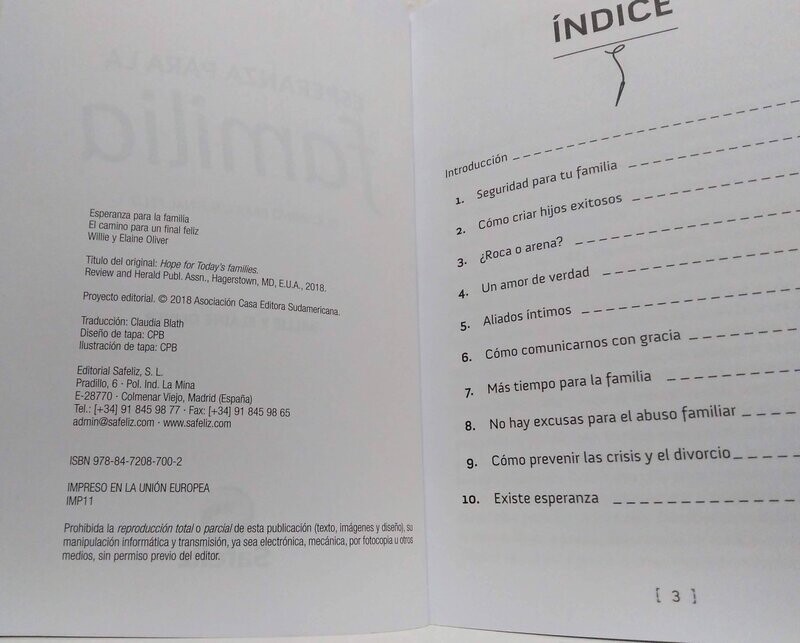 Esperanza para la familia
El camino para un final feliz
Willie y Elaine Oliver
Título del original: Hope for Today's families.
Review and Herald Publ. Assn., Hagerstown, MD, E.U.A., 2018.
Proyecto editorial. © 2018 Asociación Casa Editora Sudamericana.
Traducción: Claudia Blath
Diseño de tapa: CPB
Ilustración de tapa: CPB
Editorial Safeliz, S. L.
Pradillo, 6 · Pol. Ind. La Mina
E-28770 · Colmenar Viejo, Madrid (España)
Tel.: [+34] 91 845 98 77 · Fax: [+34] 91 845 98 65
admin@safeliz.com · www.safeliz.com
ISBN 978-84-7208-700-2
IMPRESO EN LA UNIÓN EUROPEA
IMP11
Prohibida la reproducción total o parcial de esta publicación (texto, imágenes y diseño), su
manipulación informática y transmisión, ya sea electrónica, mecánica, por fotocopia u otros
medios, sin permiso previo del editor.
ÍNDICE
Introducción
1. Seguridad para tu familia
2. Cómo criar hijos exitosos
3. ¿Roca o arena?
4. Un amor de verdad
5. Aliados íntimos
6. Cómo comunicarnos con gracia
7. Más tiempo para la familia
8. No hay excusas para el abuso familiar
9. Cómo prevenir las crisis y el divorcio
10. Existe esperanza
[ 3 ]